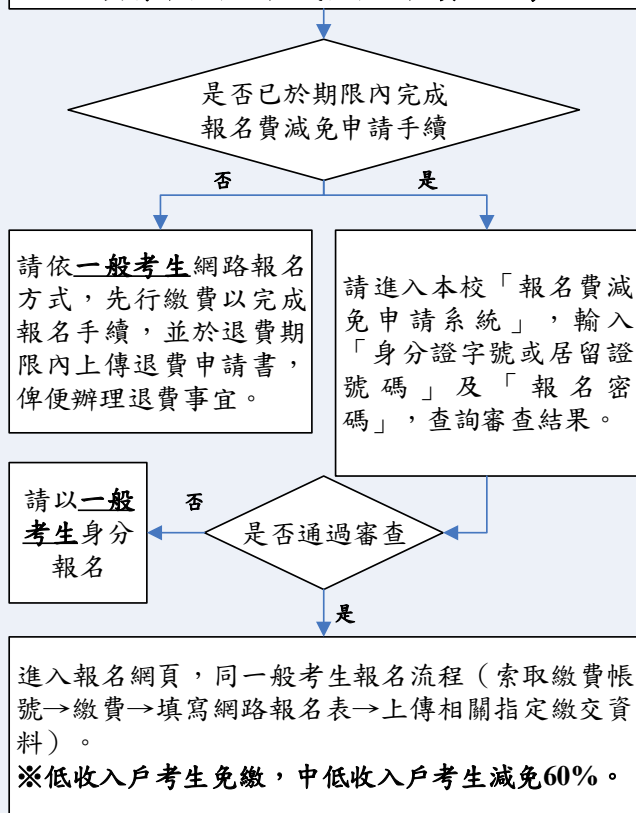 是否已於期限內完成
報名費減免申請手續
否
是
請依一般考生網路報名
方式，先行繳費以完成
報名手續，並於退費期
限內上傳退費申請書，
俾便辦理退費事宜。
請進入本校「報名費減
免申請系統」，輸入
「身分證字號或居留證
號碼」及「報名密
碼」，查詢審查結果。
請以一般
考生身分
報名
否
是否通過審查
是
進入報名網頁，同一般考生報名流程（索取繳費帳
號→繳費→填寫網路報名表→上傳相關指定繳交資
料）。
※低收入戶考生免繳，中低收入戶考生減免60%。